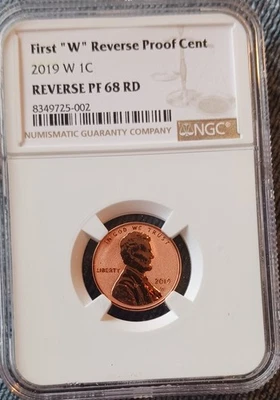 First "W" Reverse Proof Cent
2019 W 1C
REVERSE PF 68 RD
8349725-002
NUMISMATIC GUARANTY COMPANY
NGC
IN GOD WE TRUST
LIBERTY
2019